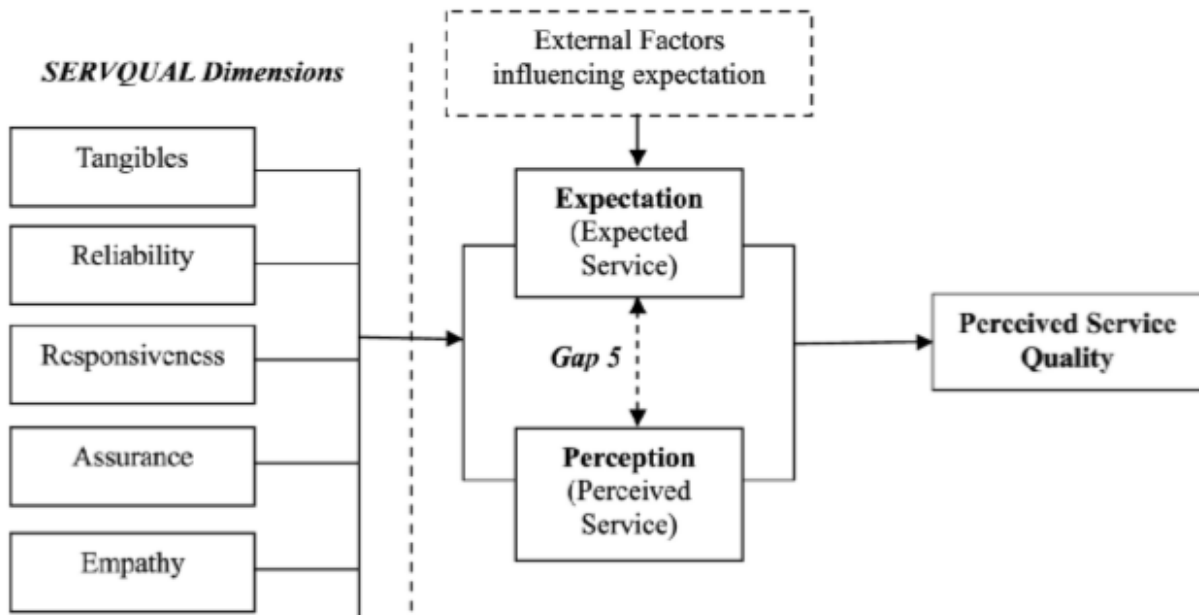 External Factors
influencing expectation
SERVQUAL Dimensions
Tangibles
Reliability
Responsiveness
Assurance
Empathy
Expectation
(Expected
Service)
Gap 5
Perception
(Perceived
Service)
Perceived Service
Quality